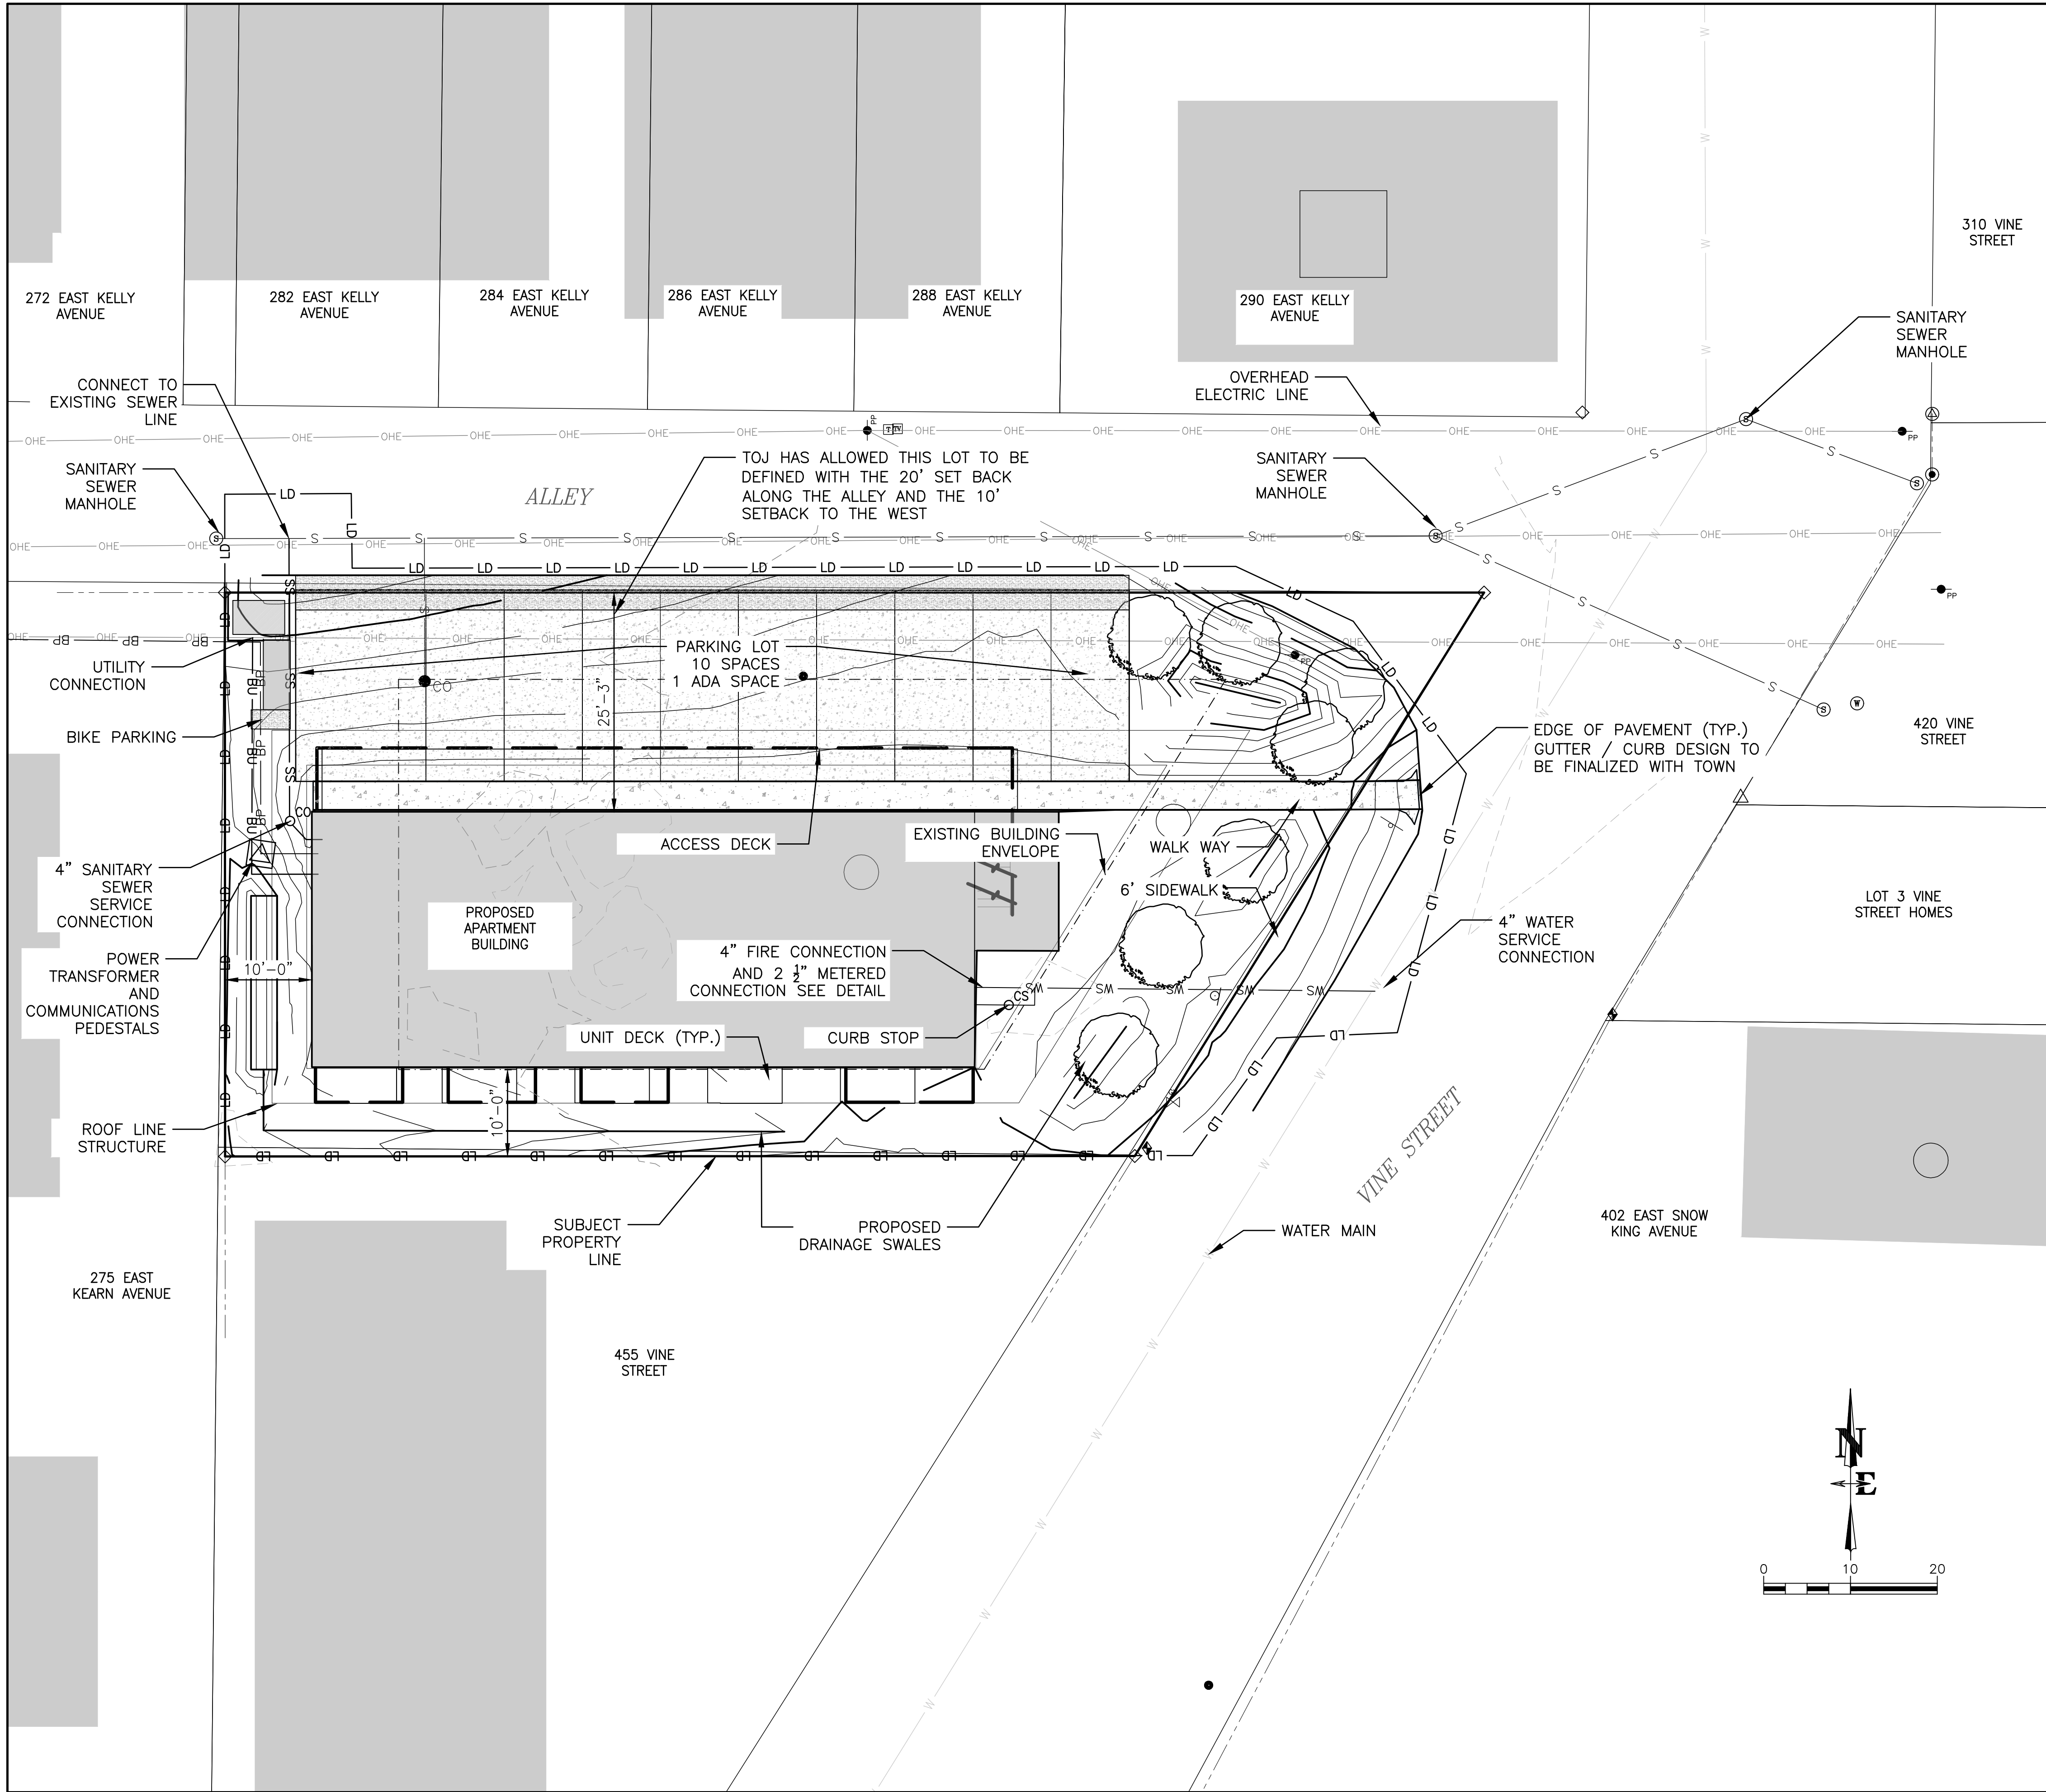 310 VINE
STREET
272 EAST KELLY
AVENUE
282 EAST KELLY
AVENUE
284 EAST KELLY
AVENUE
286 EAST KELLY
AVENUE
288 EAST KELLY
AVENUE
290 EAST KELLY
AVENUE
SANITARY
SEWER
MANHOLE
CONNECT TO
EXISTING SEWER
LINE
OVERHEAD
ELECTRIC LINE
SANITARY
SEWER
MANHOLE
ALLEY
TOJ HAS ALLOWED THIS LOT TO BE
DEFINED WITH THE 20' SET BACK
ALONG THE ALLEY AND THE 10'
SETBACK TO THE WEST
SANITARY
SEWER
MANHOLE
UTILITY
CONNECTION
PARKING LOT
10 SPACES
1 ADA SPACE
25'-3"
CO
BIKE PARKING
EDGE OF PAVEMENT (TYP.)
GUTTER / CURB DESIGN TO
BE FINALIZED WITH TOWN
420 VINE
STREET
CO
ACCESS DECK
EXISTING BUILDING
ENVELOPE
WALK WAY
4" SANITARY
SEWER
SERVICE
CONNECTION
6' SIDEWALK
LOT 3 VINE
STREET HOMES
PROPOSED
APARTMENT
BUILDING
4" FIRE CONNECTION
AND 2 1/2" METERED
CONNECTION SEE DETAIL
4" WATER
SERVICE
CONNECTION
POWER
TRANSFORMER
AND
COMMUNICATIONS
PEDESTALS
10'-0"
CS
UNIT DECK (TYP.)
CURB STOP
10'-0"
ROOF LINE
STRUCTURE
VINE STREET
SUBJECT
PROPERTY
LINE
PROPOSED
DRAINAGE SWALES
WATER MAIN
402 EAST SNOW
KING AVENUE
275 EAST
KEARN AVENUE
455 VINE
STREET
N
E
0 10 20